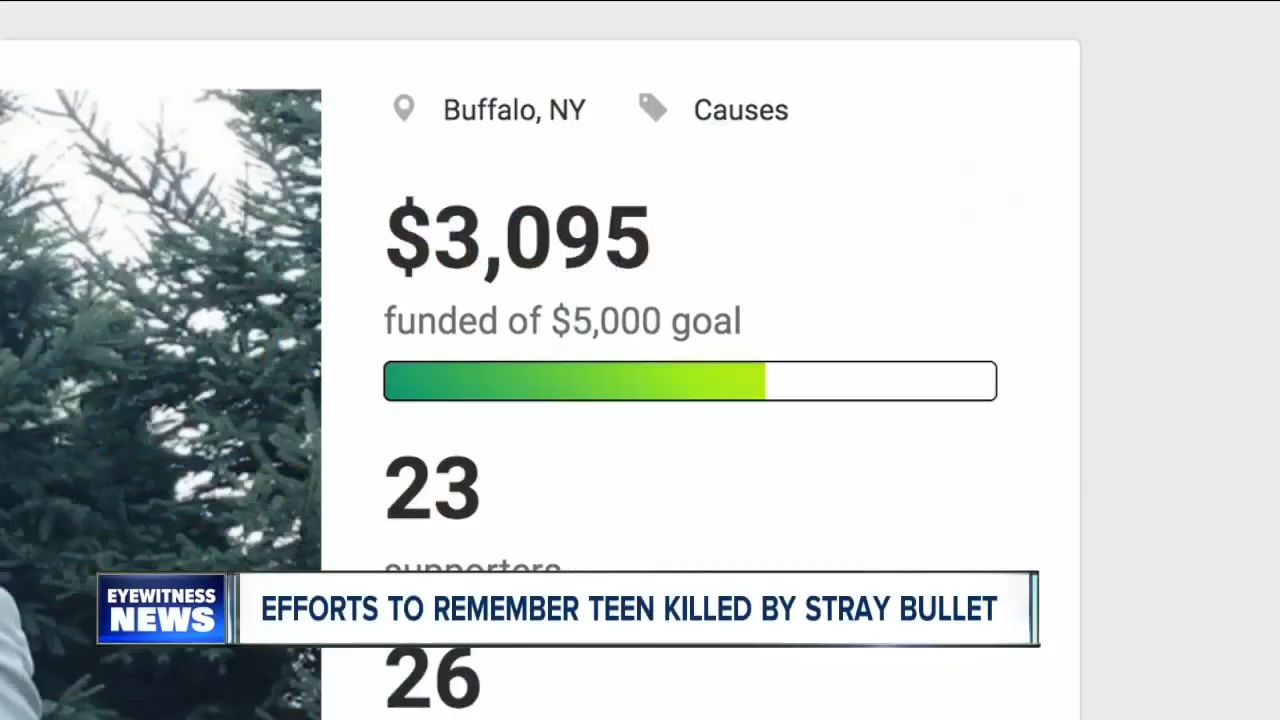 Buffalo, NY Causes
$3,095
funded of $5,000 goal
23
supporters
EYEWITNESS
NEWS
EFFORTS TO REMEMBER TEEN KILLED BY STRAY BULLET
26